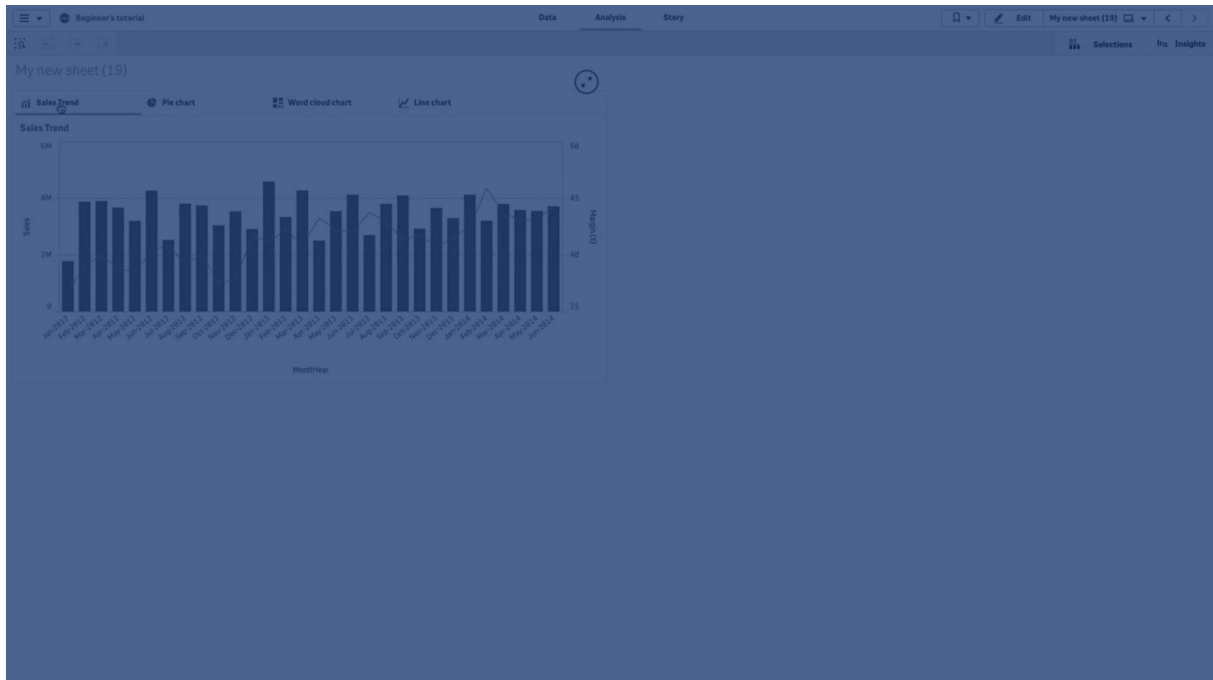 Beginner's tutorial Data Analysis Story Edit My new sheet (19)
Selections Insights
My new sheet (19)
Sales Trend Pie chart Word cloud chart Line chart
Sales Trend
6M 50
4M 45
Sales Margin (%)
2M 40
0 35
Jan-2012 Feb-2012 Mar-2012 Apr-2012 May-2012 Jun-2012 Jul-2012 Aug-2012 Sep-2012 Oct-2012 Nov-2012 Dec-2012 Jan-2013 Feb-2013 Mar-2013 Apr-2013 May-2013 Jun-2013 Jul-2013 Aug-2013 Sep-2013 Oct-2013 Nov-2013 Dec-2013 Jan-2014 Feb-2014 Mar-2014 Apr-2014 May-2014 Jun-2014
MonthYear